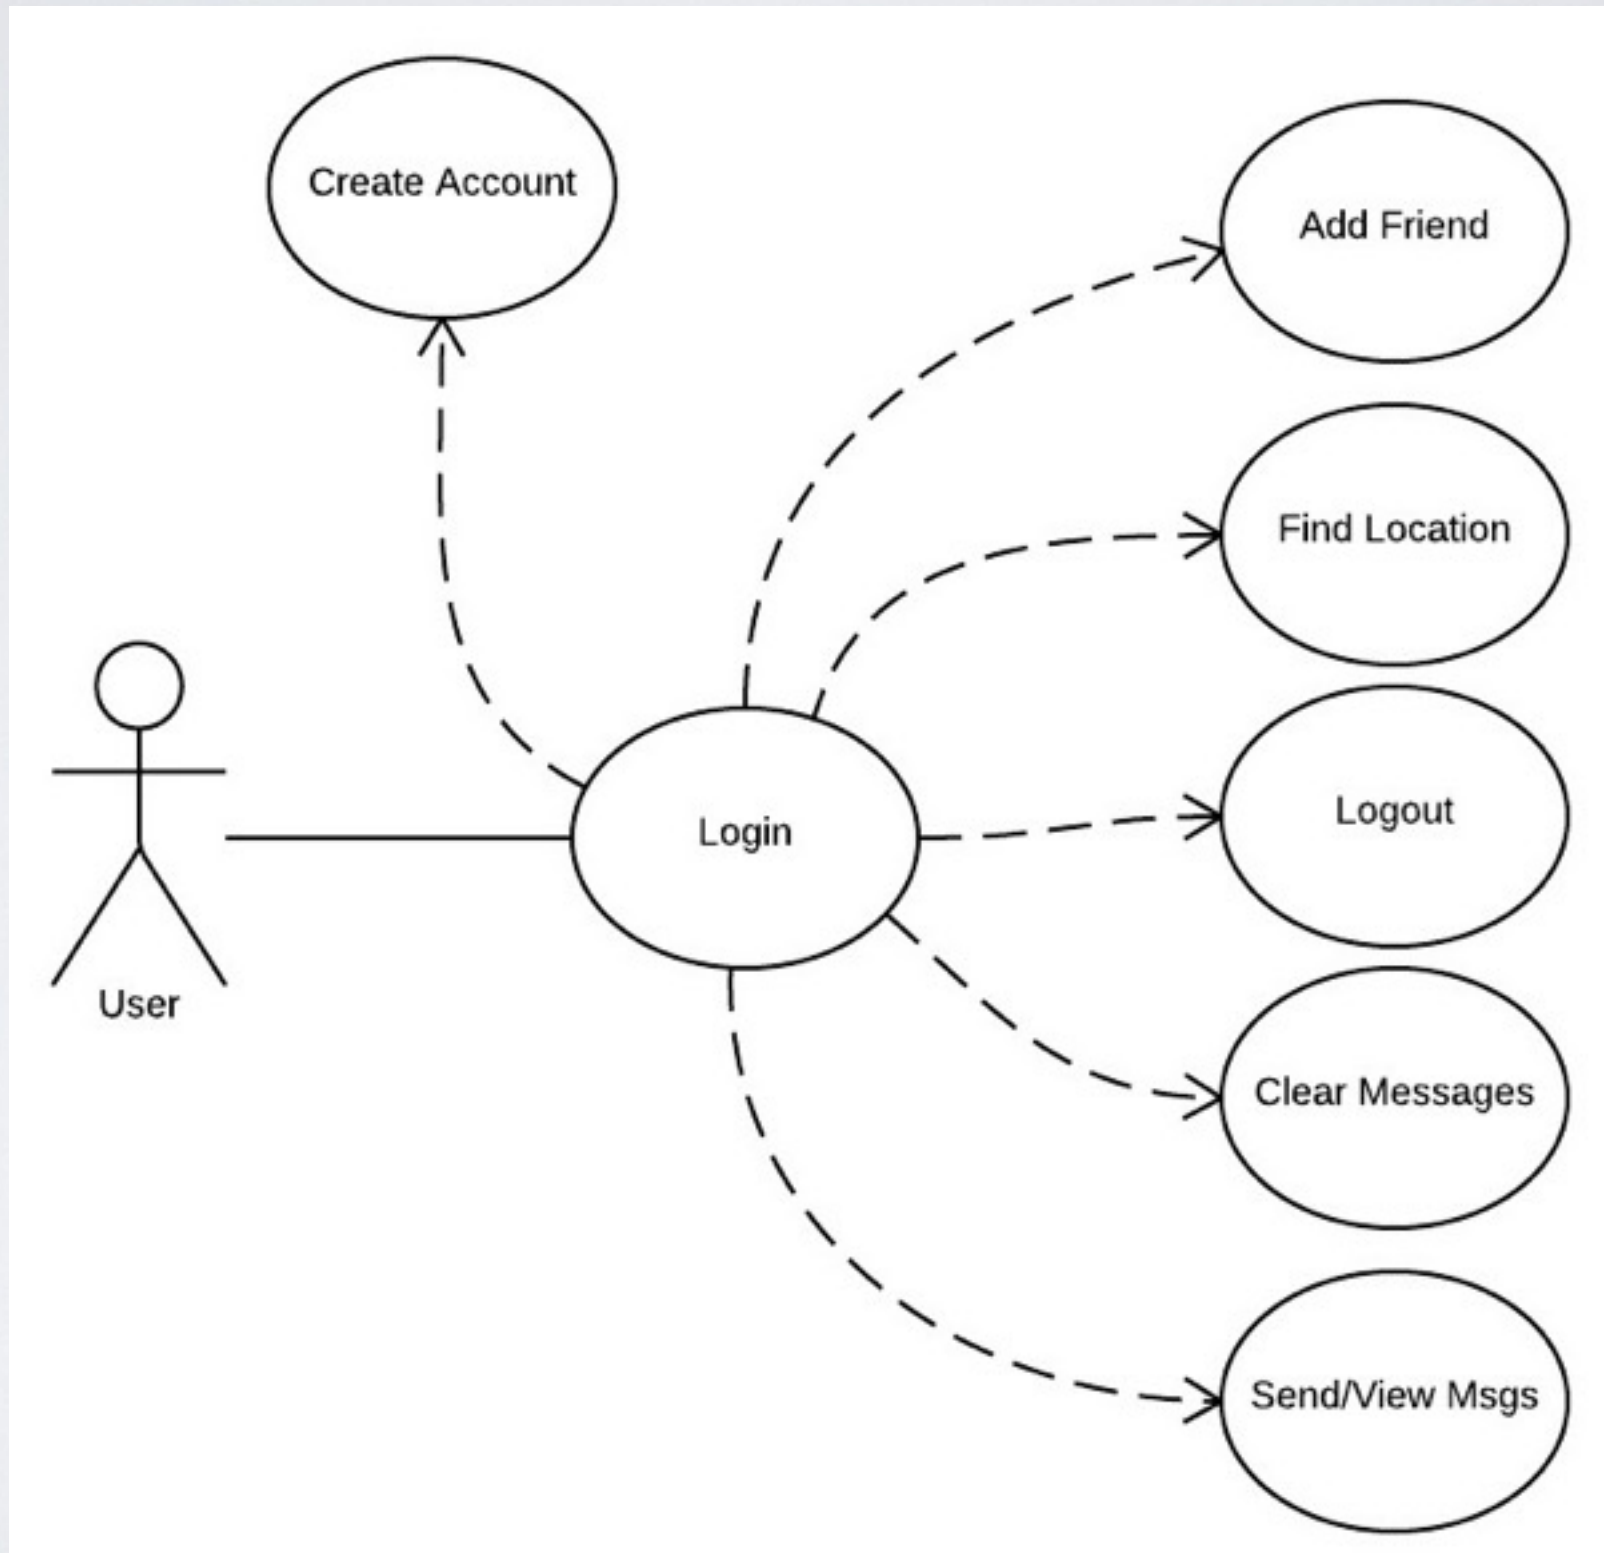 Create Account
Add Friend
Find Location
Logout
Login
User
Clear Messages
Send/View Msgs